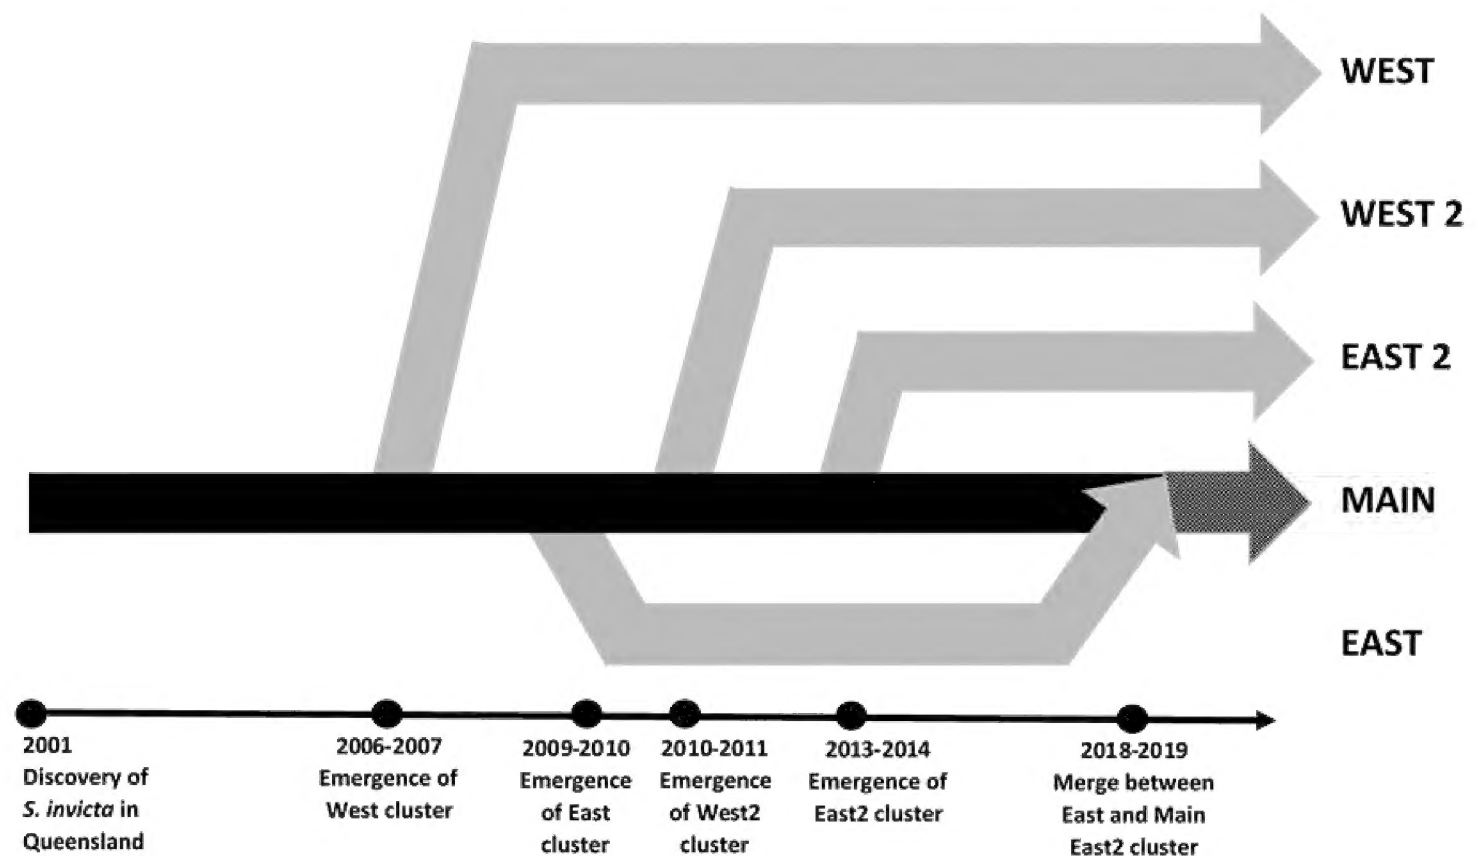 WEST
WEST 2
EAST 2
MAIN
EAST
2001
Discovery of
S. invicta in
Queensland
2006-2007
Emergence of
West cluster
2009-2010
Emergence
of East
cluster
2010-2011
Emergence
of West2
cluster
2013-2014
Emergence of
East2 cluster
2018-2019
Merge between
East and Main
East2 cluster